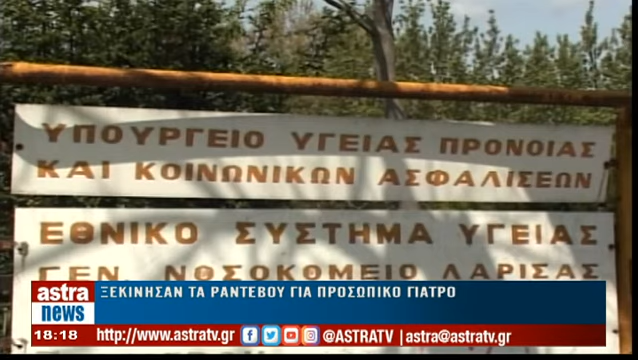 ΥΠΟΥΡΓΕΙΟ ΥΓΕΙΑΣ ΠΡΟΝΟΙΑΣ
ΚΑΙ ΚΟΙΝΩΝΙΚΩΝ ΑΣΦΑΛΙΣΕΩΝ
ΕΘΝΙΚΟ ΣΥΣΤΗΜΑ ΥΓΕΙΑΣ
ΓΕΝ ΝΟΣΟΚΟΜΕΙΟ ΛΑΡΙΣΑΣ
astra
news
ΞΕΚΙΝΗΣΑΝ ΤΑ ΡΑΝΤΕΒΟΥ ΓΙΑ ΠΡΟΣΩΠΙΚΟ ΓΙΑΤΡΟ
18:18 http://www.astratv.gr @ASTRATV | astra@astratv.gr